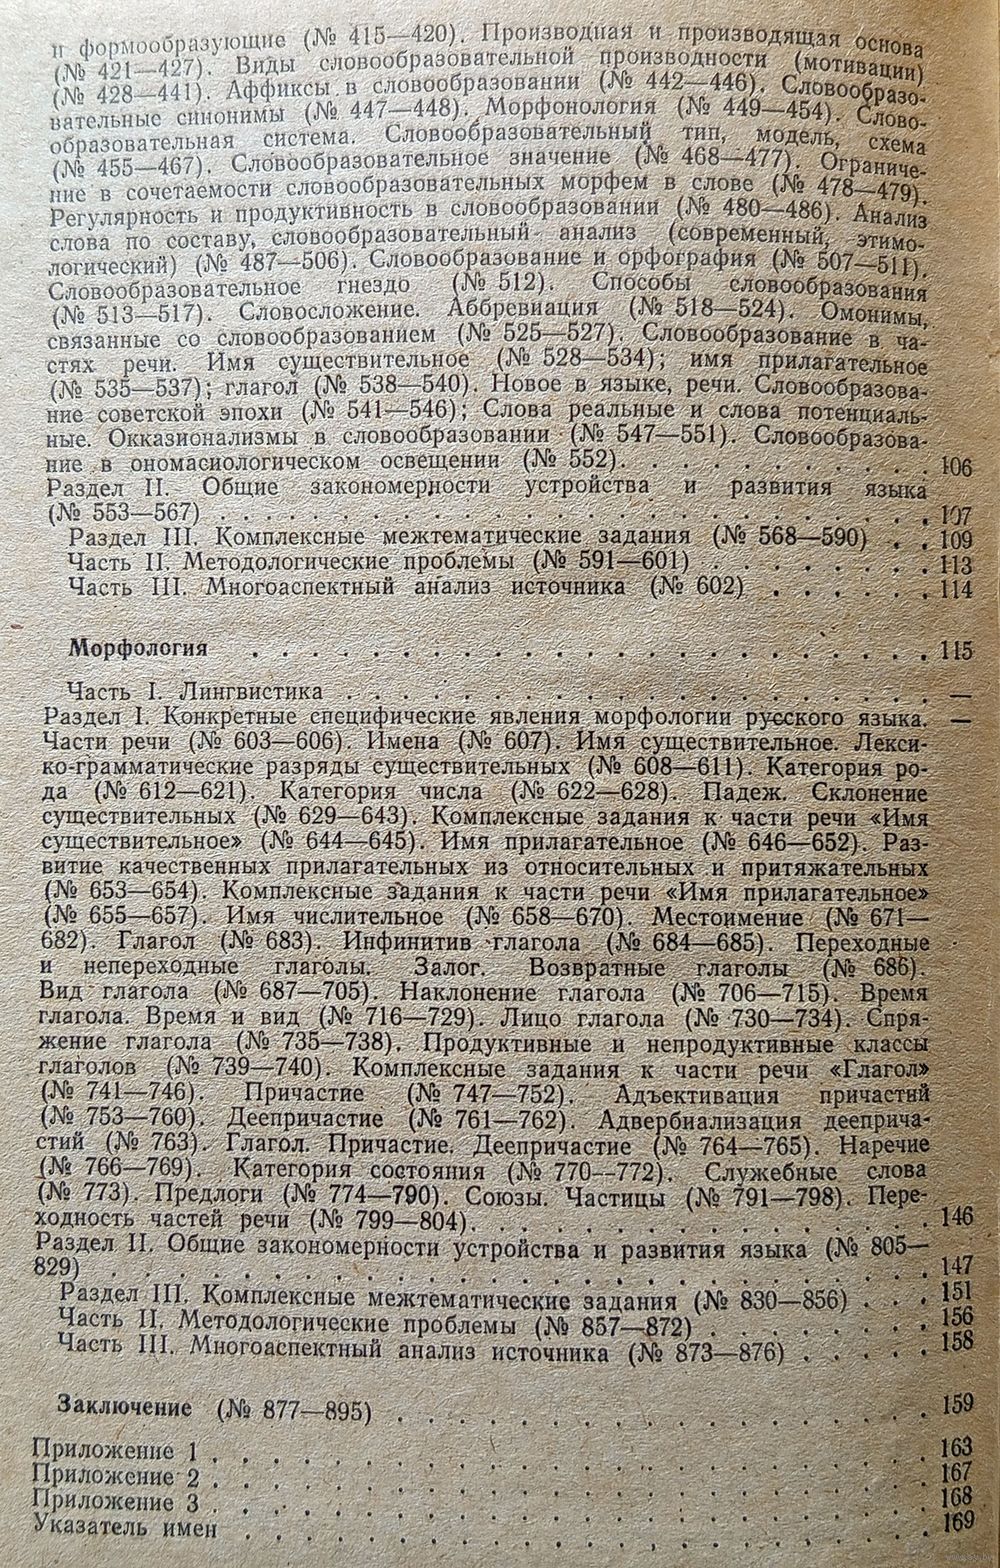 и формообразующие (№ 415—420). Производная и производящая основа
(№ 421—427). Виды словообразовательной производности (мотивации)
(№ 428—441). Аффиксы в словообразовании (№ 442—446). Словообразо-
вательные синонимы (№ 447—448). Морфонология (№ 449—454). Слово-
образовательная система. Словообразовательный тип, модель, схема
(№ 455—467). Словообразовательное значение (№ 468—477). Ограниче-
ние в сочетаемости словообразовательных морфем в слове (№ 478—479).
Регулярность и продуктивность в словообразовании (№ 480—486). Анализ
слова по составу, словообразовательный анализ (современный, этимо-
логический) (№ 487—506). Словообразование и орфография (№ 507—511).
Словообразовательное гнездо (№ 512). Способы словообразования
(№ 513—517). Словосложение. Аббревиация (№ 518—524). Омонимы,
связанные со словообразованием (№ 525—527). Словообразование в ча-
стях речи. Имя существительное (№ 528—534); имя прилагательное
(№ 535—537); глагол (№ 538—540). Новое в языке, речи. Словообразова-
ние советской эпохи (№ 541—546); Слова реальные и слова потенциаль-
ные. Окказионализмы в словообразовании (№ 547—551). Словообразова-
ние в ономасиологическом освещении (№ 552). . . . . . . . . . . 106
Раздел II. Общие закономерности устройства и развития языка
(№ 553—567) . . . . . . . . . . . . . . . . . . . . . . . . 107
Раздел III. Комплексные межтематические задания (№ 568—590) . . 109
Часть II. Методологические проблемы (№ 591—601) . . . . . . . . 113
Часть III. Многоаспектный анализ источника (№ 602) . . . . . . 114
Морфология . . . . . . . . . . . . . . . . . . . . . . . 115
Часть I. Лингвистика . . . . . . . . . . . . . . . . . . . . —
Раздел I. Конкретные специфические явления морфологии русского языка. —
Части речи (№ 603—606). Имена (№ 607). Имя существительное. Лекси-
ко-грамматические разряды существительных (№ 608—611). Категория ро-
да (№ 612—621). Категория числа (№ 622—628). Падеж. Склонение
существительных (№ 629—643). Комплексные задания к части речи «Имя
существительное» (№ 644—645). Имя прилагательное (№ 646—652). Раз-
витие качественных прилагательных из относительных и притяжательных
(№ 653—654). Комплексные задания к части речи «Имя прилагательное»
(№ 655—657). Имя числительное (№ 658—670). Местоимение (№ 671—
682). Глагол (№ 683). Инфинитив глагола (№ 684—685). Переходные
и непереходные глаголы. Залог. Возвратные глаголы (№ 686).
Вид глагола (№ 687—705). Наклонение глагола (№ 706—715). Время
глагола. Время и вид (№ 716—729). Лицо глагола (№ 730—734). Спря-
жение глагола (№ 735—738). Продуктивные и непродуктивные классы
глаголов (№ 739—740). Комплексные задания к части речи «Глагол»
(№ 741—746). Причастие (№ 747—752). Адъективация причастий
(№ 753—760). Деепричастие (№ 761—762). Адвербиализация дееприча-
стий (№ 763). Глагол. Причастие. Деепричастие (№ 764—765). Наречие
(№ 766—769). Категория состояния (№ 770—772). Служебные слова
(№ 773). Предлоги (№ 774—790). Союзы. Частицы (№ 791—798). Пере-
ходность частей речи (№ 799—804). . . . . . . . . . . . . . . 146
Раздел II. Общие закономерности устройства и развития языка (№ 805—
829) . . . . . . . . . . . . . . . . . . . . . . . . . . . 147
Раздел III. Комплексные межтематические задания (№ 830—856) . . . 151
Часть II. Методологические проблемы (№ 857—872) . . . . . . . . 156
Часть III. Многоаспектный анализ источника (№ 873—876) . . . . . 158
Заключение (№ 877—895) . . . . . . . . . . . . . . . . . . 159
Приложение 1 . . . . . . . . . . . . . . . . . . . . . . . 163
Приложение 2 . . . . . . . . . . . . . . . . . . . . . . . 167
Приложение 3 . . . . . . . . . . . . . . . . . . . . . . . 168
Указатель имен . . . . . . . . . . . . . . . . . . . . . . 169